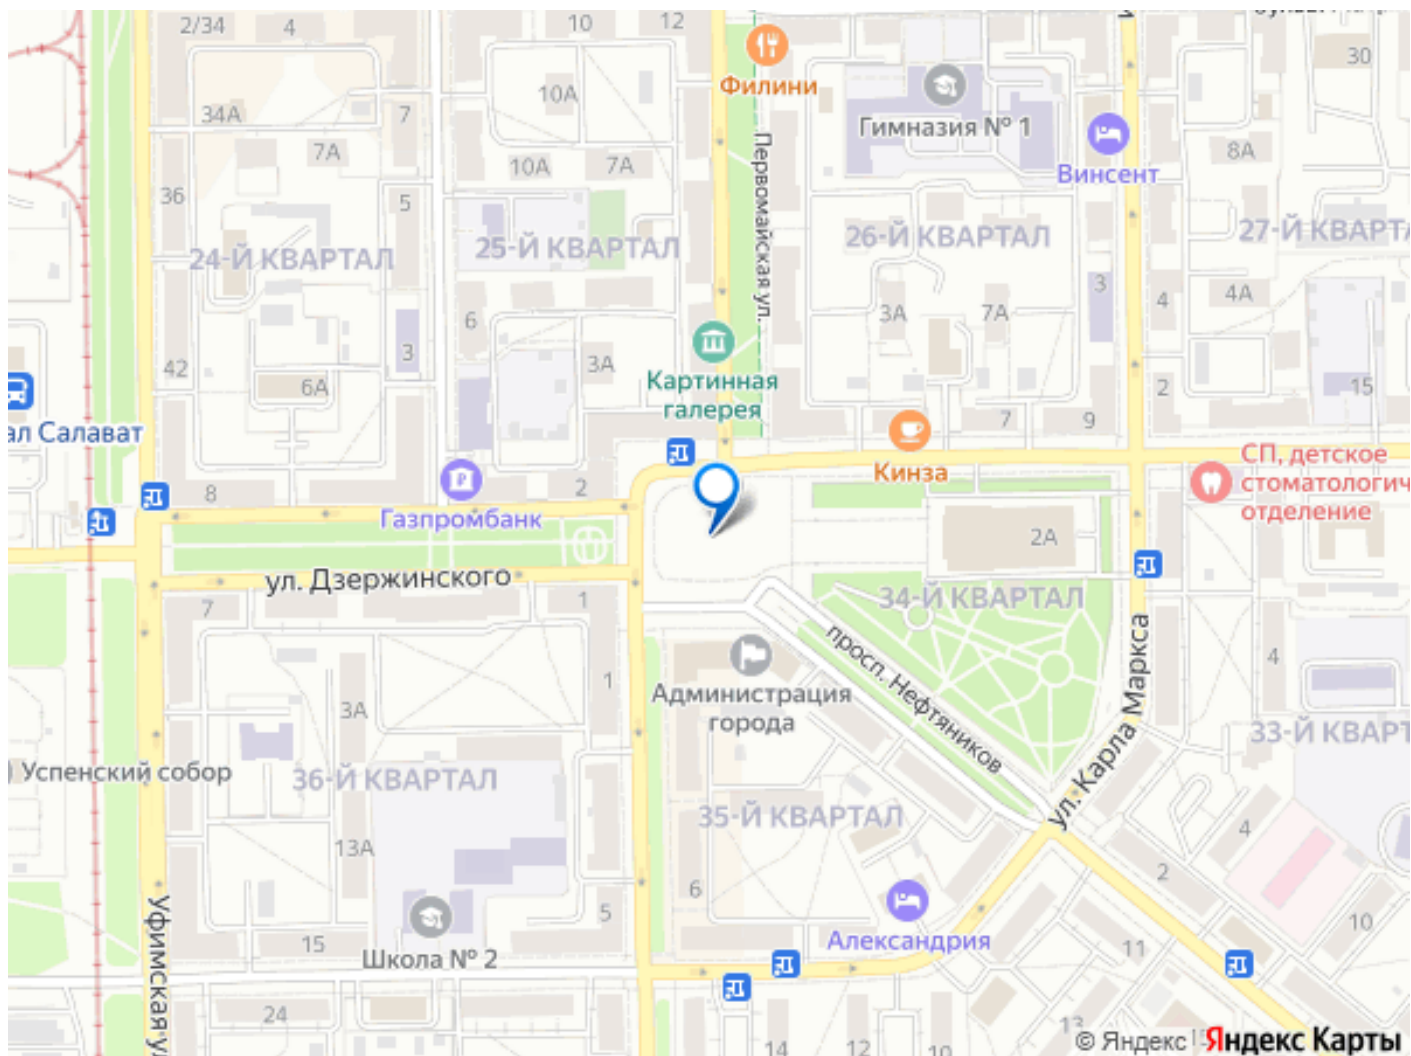 2/34
4
10
12
30
Филини
34А
7
10А
Гимназия № 1
7А
10А
7А
8А
Винсент
Первомайская ул.
36
5
24-Й КВАРТАЛ
25-Й КВАРТАЛ
26-Й КВАРТАЛ
27-Й КВАРТА
3
4
4А
6
3А
7А
42
3
6А
3А
Картинная
галерея
2
15
7
9
ал Салават
Кинза
СП, детское
стоматологич
отделение
8
2
Газпромбанк
2А
ул. Дзержинского
7
1
34-Й КВАРТАЛ
просп. Нефтяников
ул. Карла Маркса
4
1
Администрация
города
3А
33-Й КВАРТ
Успенский собор
36-Й КВАРТАЛ
35-Й КВАРТАЛ
13А
4
2
6
5
Уфимская ул
Александрия
10
11
15
Школа № 2
24
14
12
10
13
© Яндекс
15
Яндекс Карты